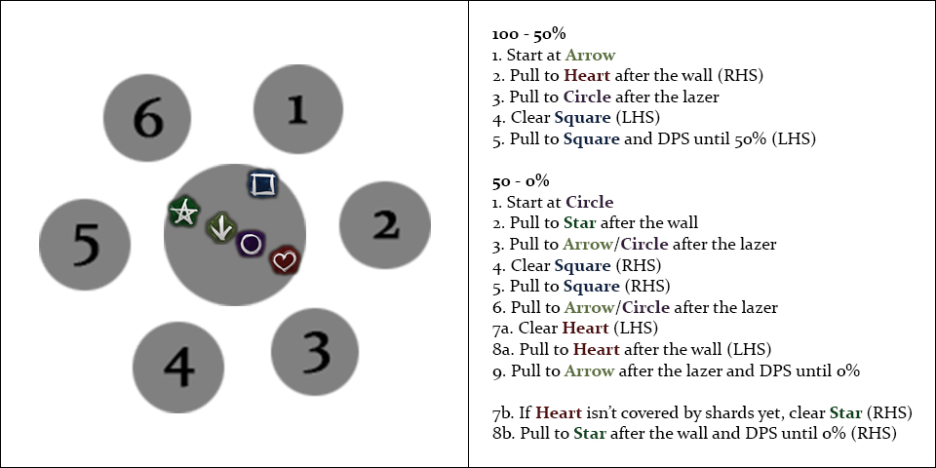 6
1
5
2
4
3
100 - 50%
1. Start at Arrow
2. Pull to Heart after the wall (RHS)
3. Pull to Circle after the lazer
4. Clear Square (LHS)
5. Pull to Square and DPS until 50% (LHS)
50 - 0%
1. Start at Circle
2. Pull to Star after the wall
3. Pull to Arrow/Circle after the lazer
4. Clear Square (RHS)
5. Pull to Square (RHS)
6. Pull to Arrow/Circle after the lazer
7a. Clear Heart (LHS)
8a. Pull to Heart after the wall (LHS)
9. Pull to Arrow after the lazer and DPS until 0%
7b. If Heart isn't covered by shards yet, clear Star (RHS)
8b. Pull to Star after the wall and DPS until 0% (RHS)